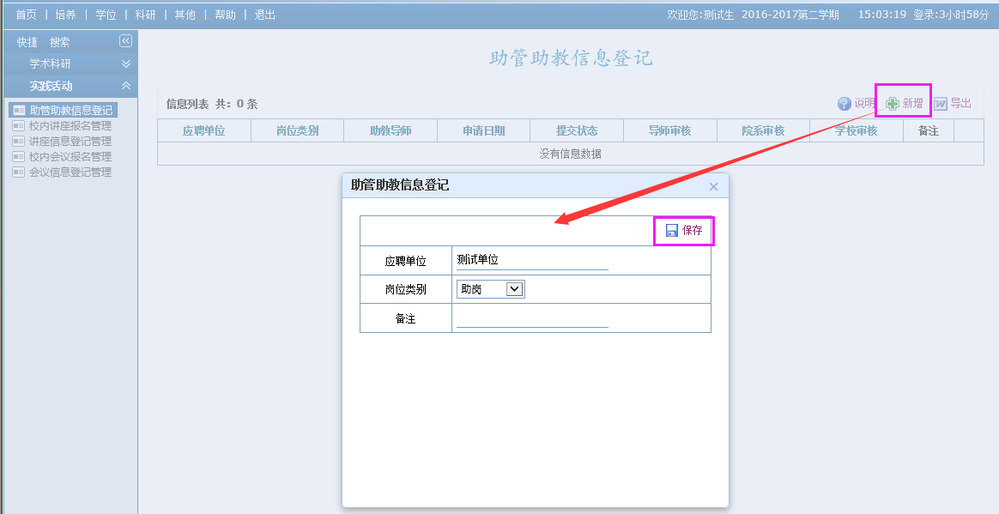 首页 | 培养 | 学位 | 科研 | 其他 | 帮助 | 退出 欢迎您:测试生 2016-2017第二学期 15:03:19 登录:3小时58分
快捷 搜索
学术科研
实践活动
助管助教信息登记
校内讲座报名管理
讲座信息登记管理
校内会议报名管理
会议信息登记管理
助管助教信息登记
信息列表 共: 0 条 说明 新增 导出
应聘单位 岗位类别 助教导师 申请日期 提交状态 导师审核 院系审核 学校审核 备注
没有信息数据
助管助教信息登记
保存
应聘单位 测试单位
岗位类别 助岗
备注